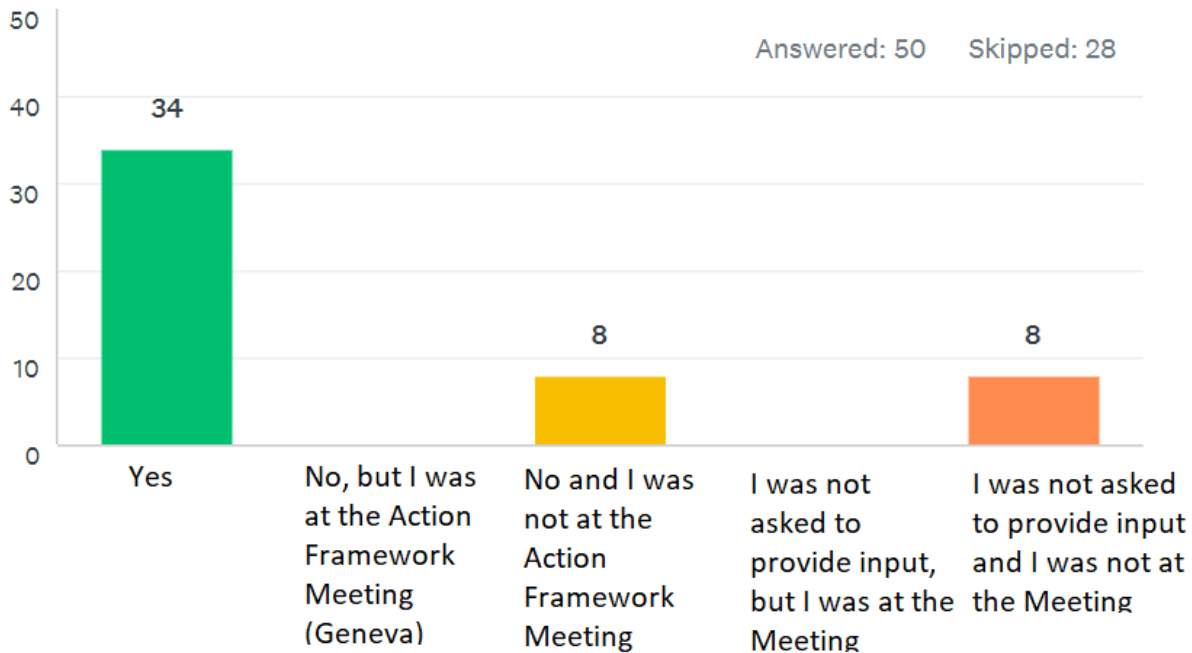 50
Answered: 50 Skipped: 28
40
34
30
20
8
8
10
0
Yes
No, but I was
at the Action
Framework
Meeting
(Geneva)
No and I was
not at the
Action
Framework
Meeting
I was not
asked to
provide input,
but I was at the
Meeting
I was not asked
to provide input
and I was not at
the Meeting